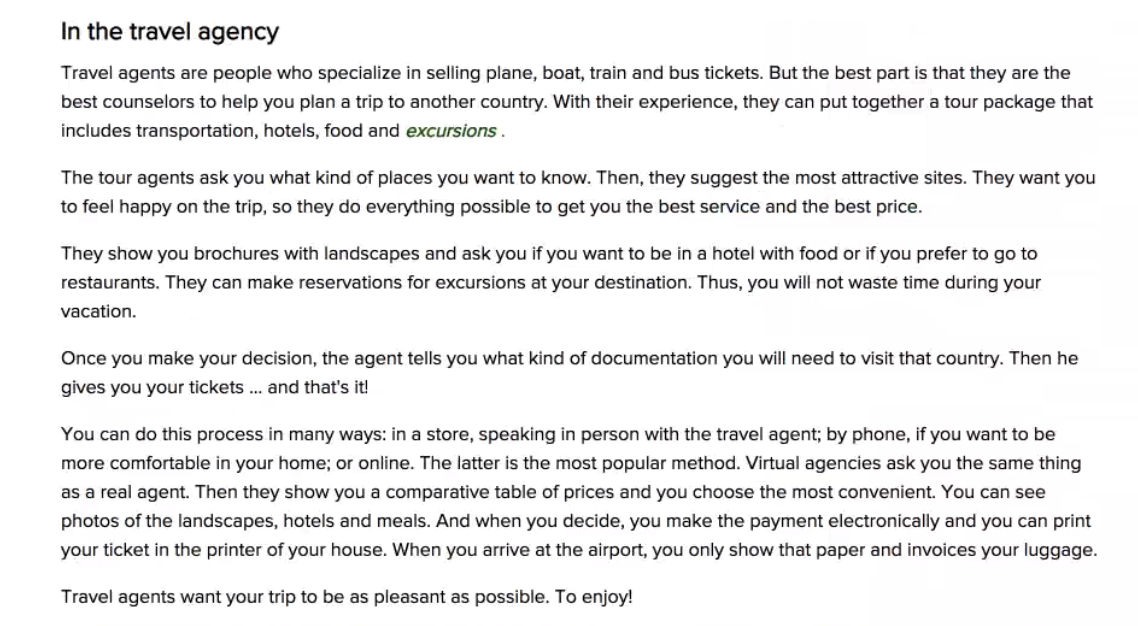 In the travel agency
Travel agents are people who specialize in selling plane, boat, train and bus tickets. But the best part is that they are the
best counselors to help you plan a trip to another country. With their experience, they can put together a tour package that
includes transportation, hotels, food and excursions .
The tour agents ask you what kind of places you want to know. Then, they suggest the most attractive sites. They want you
to feel happy on the trip, so they do everything possible to get you the best service and the best price.
They show you brochures with landscapes and ask you if you want to be in a hotel with food or if you prefer to go to
restaurants. They can make reservations for excursions at your destination. Thus, you will not waste time during your
vacation.
Once you make your decision, the agent tells you what kind of documentation you will need to visit that country. Then he
gives you your tickets ... and that's it!
You can do this process in many ways: in a store, speaking in person with the travel agent; by phone, if you want to be
more comfortable in your home; or online. The latter is the most popular method. Virtual agencies ask you the same thing
as a real agent. Then they show you a comparative table of prices and you choose the most convenient. You can see
photos of the landscapes, hotels and meals. And when you decide, you make the payment electronically and you can print
your ticket in the printer of your house. When you arrive at the airport, you only show that paper and invoices your luggage.
Travel agents want your trip to be as pleasant as possible. To enjoy!